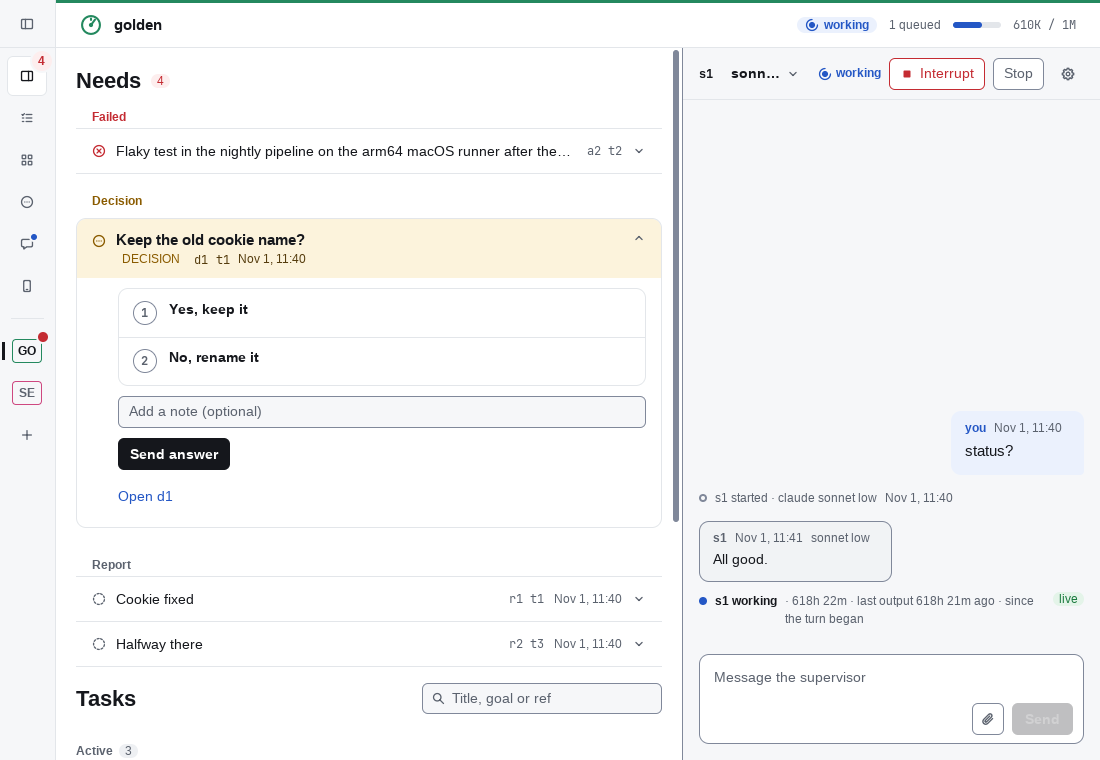 golden
working
1 queued
610K / 1M
4
GO
SE
Needs 4
Failed
Flaky test in the nightly pipeline on the arm64 macOS runner after the… a2 t2
Decision
Keep the old cookie name?
DECISION d1 t1 Nov 1, 11:40
1 Yes, keep it
2 No, rename it
Add a note (optional)
Send answer
Open d1
Report
Cookie fixed r1 t1 Nov 1, 11:40
Halfway there r2 t3 Nov 1, 11:40
Tasks
Title, goal or ref
Active 3
s1 sonn… working Interrupt Stop
you Nov 1, 11:40
status?
s1 started · claude sonnet low Nov 1, 11:40
s1 Nov 1, 11:41 sonnet low
All good.
s1 working · 618h 22m · last output 618h 21m ago · since live
the turn began
Message the supervisor
Send